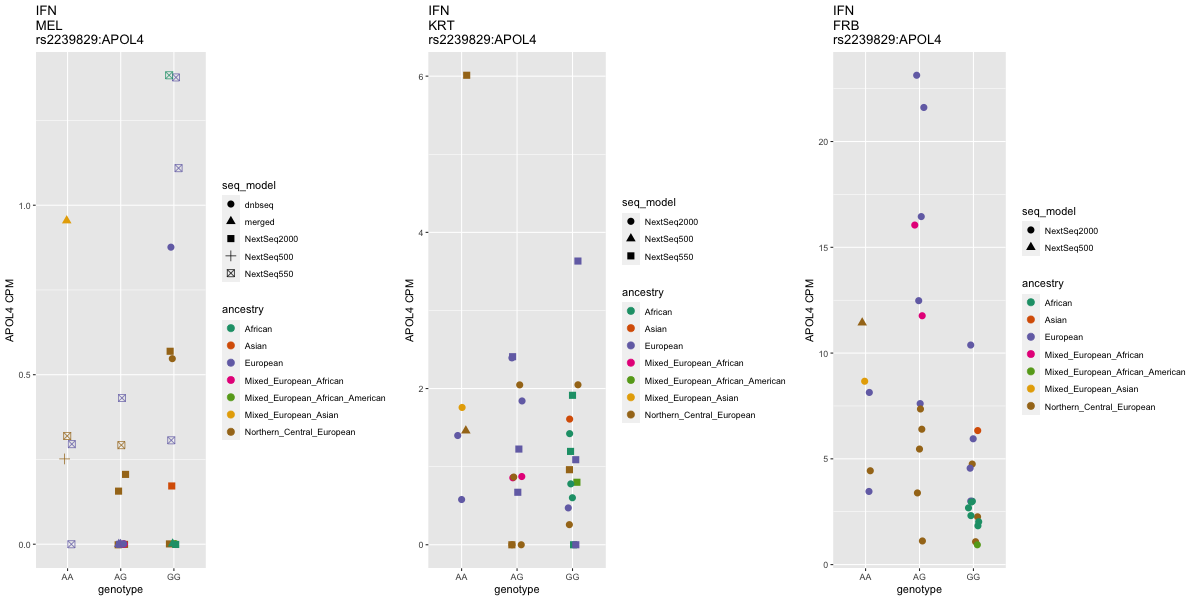 IFN
MEL
rs2239829:APOL4
1.0
0.5
0.0
APOL4 CPM
AA
AG
GG
genotype
seq_model
dnbseq
merged
NextSeq2000
NextSeq500
NextSeq550
ancestry
African
Asian
European
Mixed_European_African
Mixed_European_African_American
Mixed_European_Asian
Northern_Central_European
IFN
KRT
rs2239829:APOL4
6
4
2
0
APOL4 CPM
AA
AG
GG
genotype
seq_model
NextSeq2000
NextSeq500
NextSeq550
ancestry
African
Asian
European
Mixed_European_African
Mixed_European_African_American
Mixed_European_Asian
Northern_Central_European
IFN
FRB
rs2239829:APOL4
20
15
10
5
0
APOL4 CPM
AA
AG
GG
genotype
seq_model
NextSeq2000
NextSeq500
ancestry
African
Asian
European
Mixed_European_African
Mixed_European_African_American
Mixed_European_Asian
Northern_Central_European